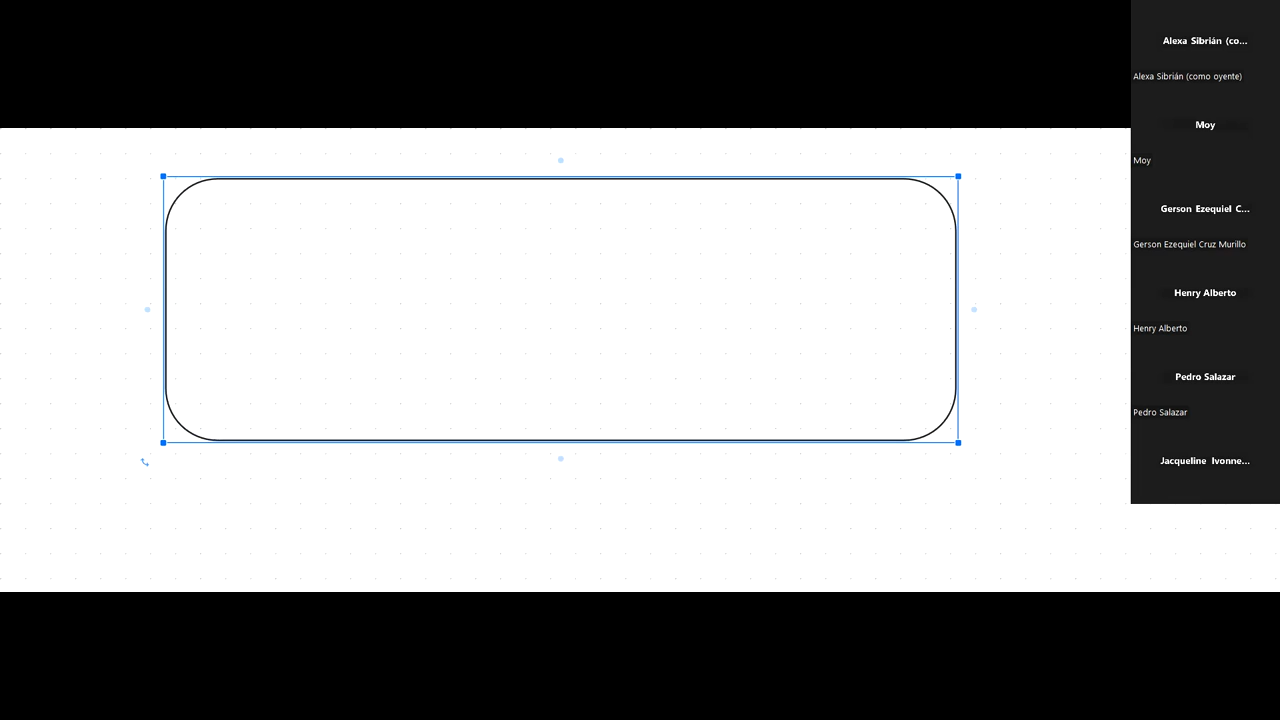 Alexa Sibrián (co...
Alexa Sibrián (como oyente)
Moy
Moy
Gerson Ezequiel C...
Gerson Ezequiel Cruz Murillo
Henry Alberto
Henry Alberto
Pedro Salazar
Pedro Salazar
Jacqueline Ivonne...